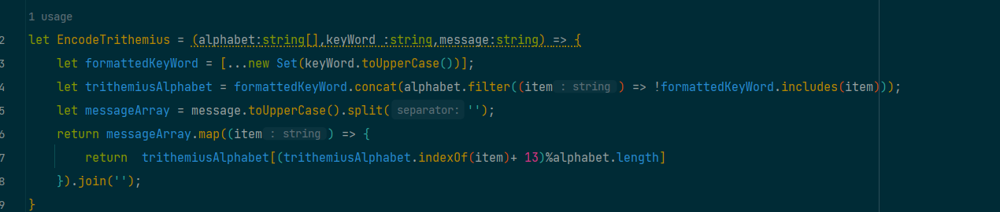 1 usage
2 let EncodeTrithemius = (alphabet:string[],keyWord :string,message:string) => {
3 let formattedKeyWord = [...new Set(keyWord.toUpperCase())];
4 let trithemiusAlphabet = formattedKeyWord.concat(alphabet.filter((item : string ) => !formattedKeyWord.includes(item)));
5 let messageArray = message.toUpperCase().split( separator: '');
6 return messageArray.map((item : string ) => {
7 return  trithemiusAlphabet[(trithemiusAlphabet.indexOf(item)+ 13)%alphabet.length]
8 }).join('');
9 }